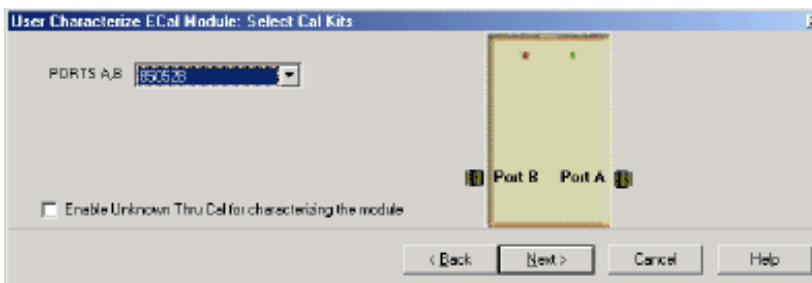 User Characterize ECal Module: Select Cal Kits
PORTS A,B 85052B
Port B Port A
Enable Unknown Thru Cal for characterizing the module
< Back Next > Cancel Help